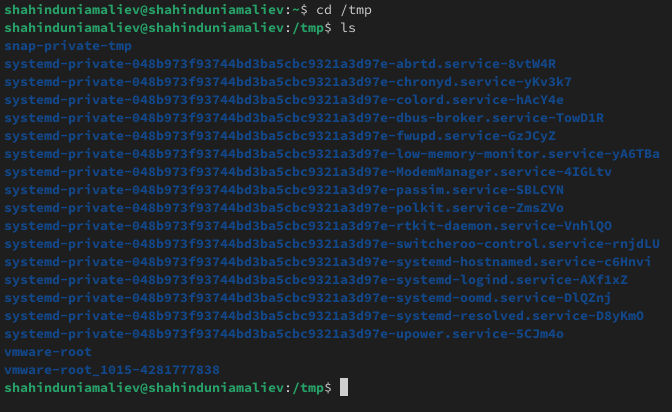 shahinduniamaliev@shahinduniamaliev:~$ cd /tmp
shahinduniamaliev@shahinduniamaliev:/tmp$ ls
snap-private-tmp
systemd-private-048b973f93744bd3ba5cbc9321a3d97e-abrtd.service-8vtW4R
systemd-private-048b973f93744bd3ba5cbc9321a3d97e-chronyd.service-yKv3k7
systemd-private-048b973f93744bd3ba5cbc9321a3d97e-colord.service-hAcY4e
systemd-private-048b973f93744bd3ba5cbc9321a3d97e-dbus-broker.service-TowD1R
systemd-private-048b973f93744bd3ba5cbc9321a3d97e-fwupd.service-GzJCyZ
systemd-private-048b973f93744bd3ba5cbc9321a3d97e-low-memory-monitor.service-yA6TBa
systemd-private-048b973f93744bd3ba5cbc9321a3d97e-ModemManager.service-4IGLtv
systemd-private-048b973f93744bd3ba5cbc9321a3d97e-passim.service-SBLCYN
systemd-private-048b973f93744bd3ba5cbc9321a3d97e-polkit.service-ZmsZVo
systemd-private-048b973f93744bd3ba5cbc9321a3d97e-rtkit-daemon.service-VnhlQO
systemd-private-048b973f93744bd3ba5cbc9321a3d97e-switcheroo-control.service-rnjdLU
systemd-private-048b973f93744bd3ba5cbc9321a3d97e-systemd-hostnamed.service-c6Hnvi
systemd-private-048b973f93744bd3ba5cbc9321a3d97e-systemd-logind.service-AXf1xZ
systemd-private-048b973f93744bd3ba5cbc9321a3d97e-systemd-oomd.service-DlQZnj
systemd-private-048b973f93744bd3ba5cbc9321a3d97e-systemd-resolved.service-D8yKmO
systemd-private-048b973f93744bd3ba5cbc9321a3d97e-upower.service-5CJm4o
vmware-root
vmware-root_1015-4281777838
shahinduniamaliev@shahinduniamaliev:/tmp$